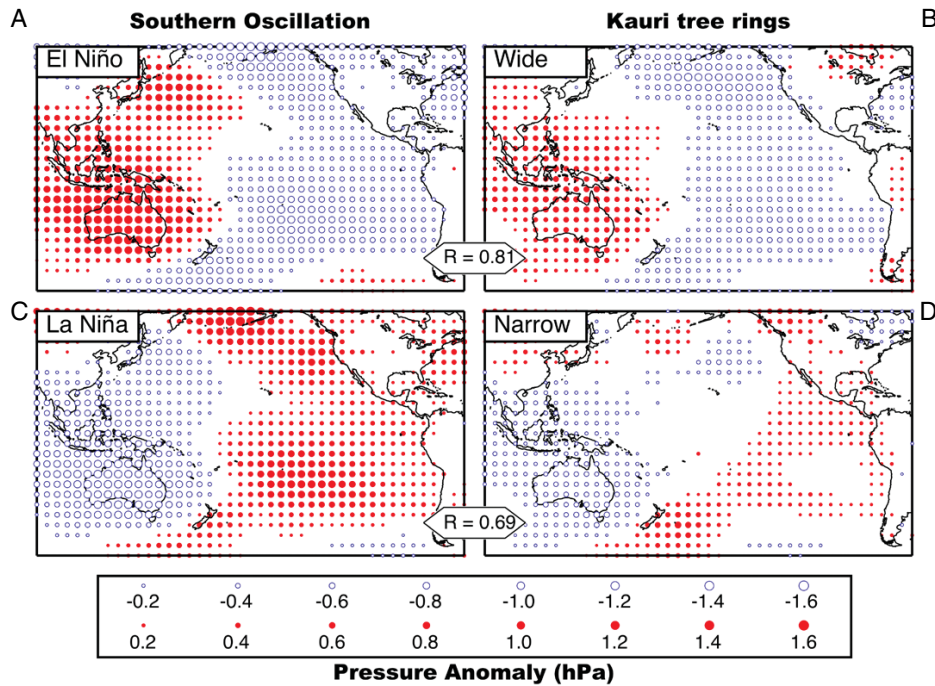 A
Southern Oscillation
Kauri tree rings
B
El Niño
Wide
R = 0.81
C
La Niña
Narrow
D
R = 0.69
-0.2 -0.4 -0.6 -0.8 -1.0 -1.2 -1.4 -1.6
0.2 0.4 0.6 0.8 1.0 1.2 1.4 1.6
Pressure Anomaly (hPa)